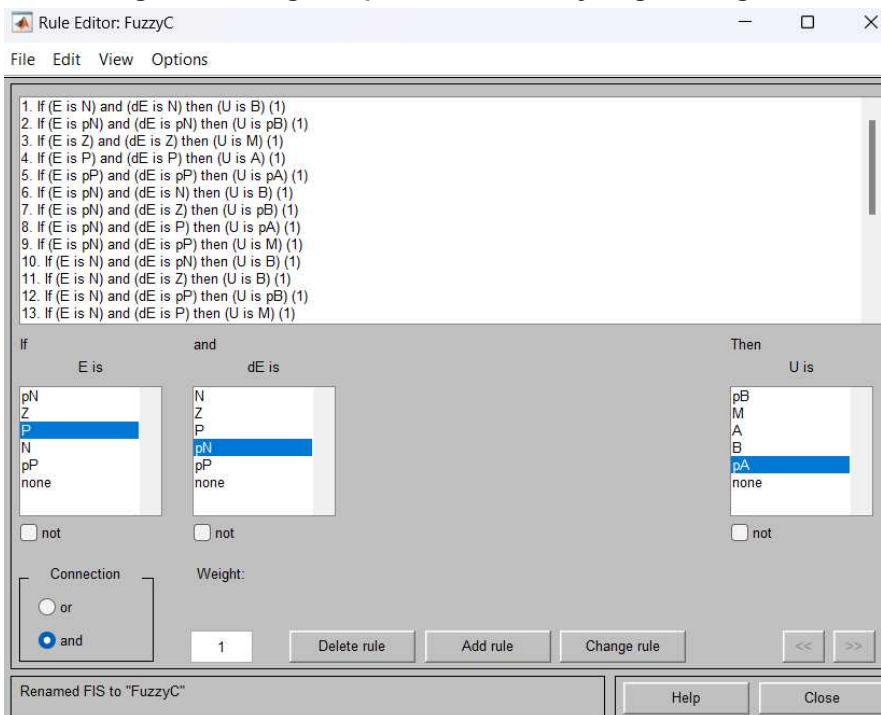 Rule Editor: FuzzyC
File Edit View Options
1. If (E is N) and (dE is N) then (U is B) (1)
2. If (E is pN) and (dE is pN) then (U is pB) (1)
3. If (E is Z) and (dE is Z) then (U is M) (1)
4. If (E is P) and (dE is P) then (U is A) (1)
5. If (E is pP) and (dE is pP) then (U is pA) (1)
6. If (E is pN) and (dE is N) then (U is B) (1)
7. If (E is pN) and (dE is Z) then (U is pB) (1)
8. If (E is pN) and (dE is P) then (U is pA) (1)
9. If (E is pN) and (dE is pP) then (U is M) (1)
10. If (E is N) and (dE is pN) then (U is B) (1)
11. If (E is N) and (dE is Z) then (U is B) (1)
12. If (E is N) and (dE is pP) then (U is pB) (1)
13. If (E is N) and (dE is P) then (U is M) (1)
If and Then
E is dE is U is
pN N pB
Z Z M
P P A
N pN B
pP pP pA
none none none
not not not
Connection Weight:
or
and 1 Delete rule Add rule Change rule << >>
Renamed FIS to "FuzzyC" Help Close